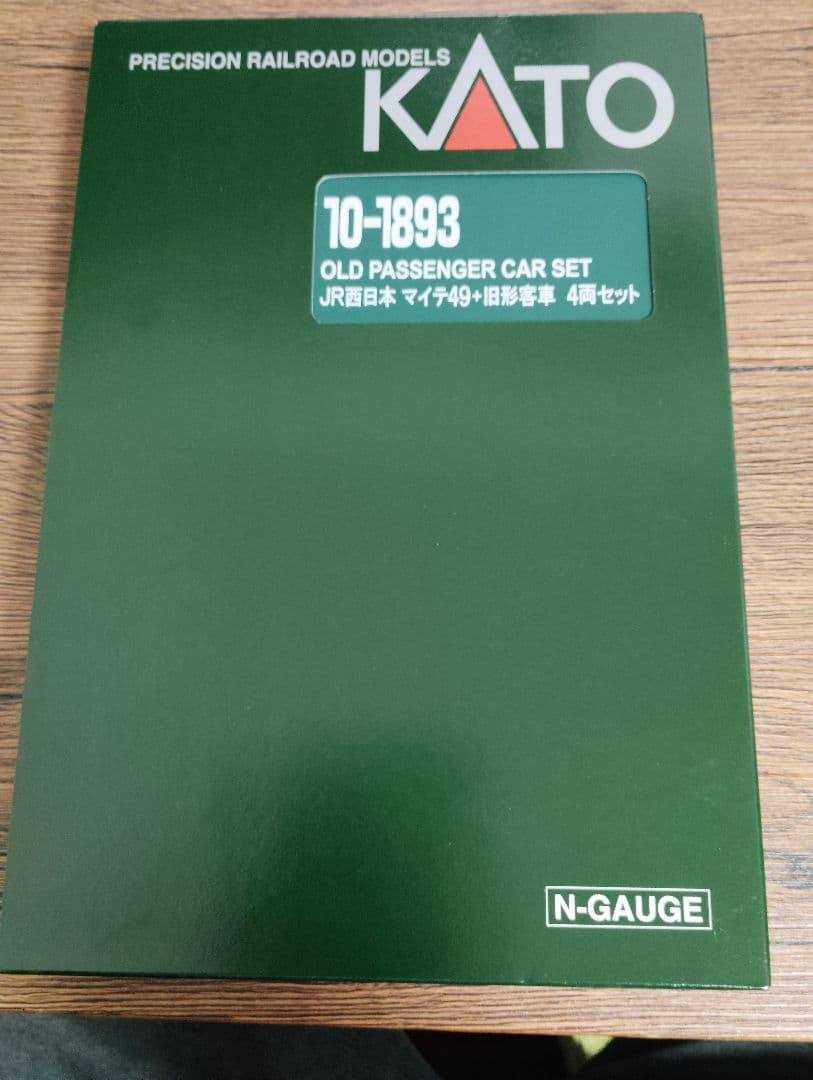 PRECISION RAILROAD MODELS
KATO
10-1893
OLD PASSENGER CAR SET
JR西日本 マイテ49+旧形客車 4両セット
N-GAUGE